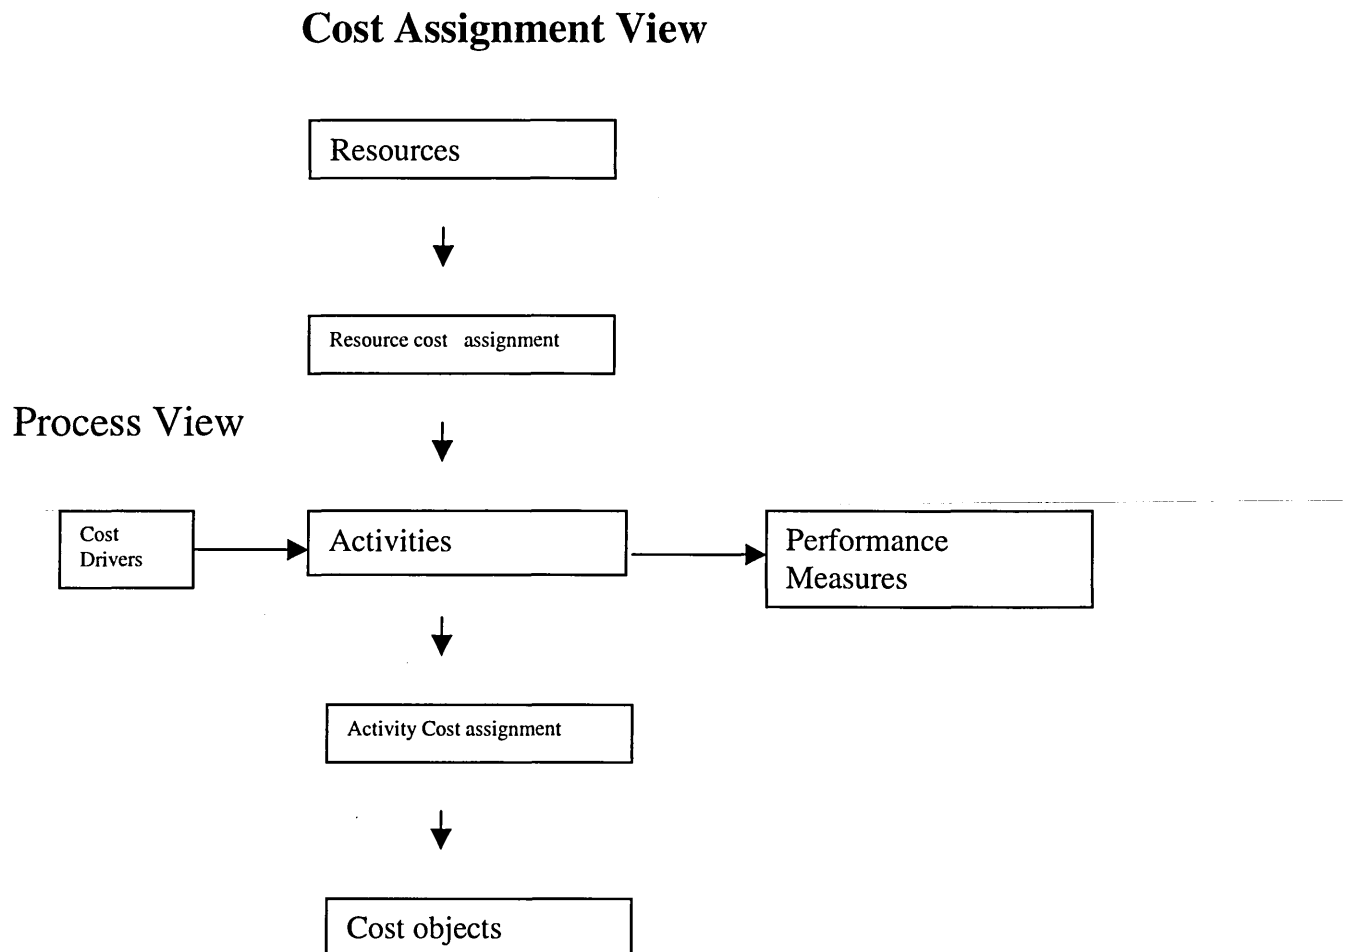 Cost Assignment View
Resources
Resource cost assignment
Process View
Cost
Drivers
Activities
Performance
Measures
Activity Cost assignment
Cost objects